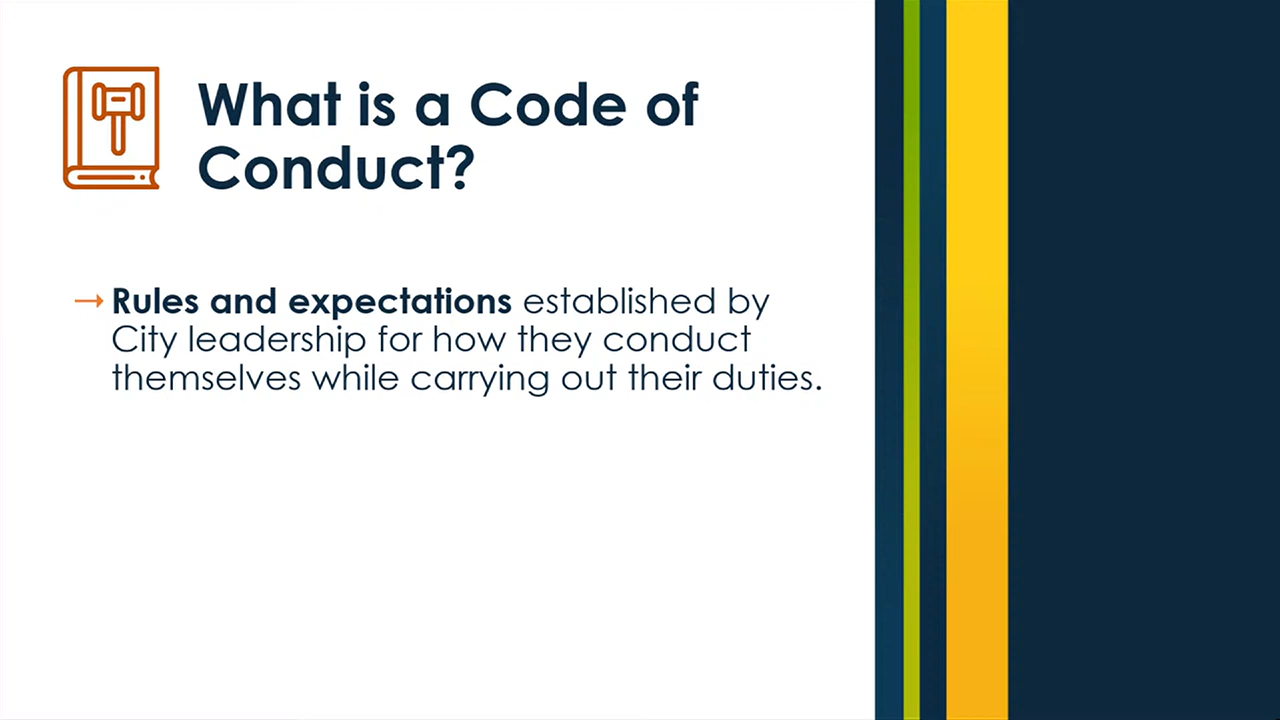 What is a Code of
Conduct?
→ Rules and expectations established by
City leadership for how they conduct
themselves while carrying out their duties.